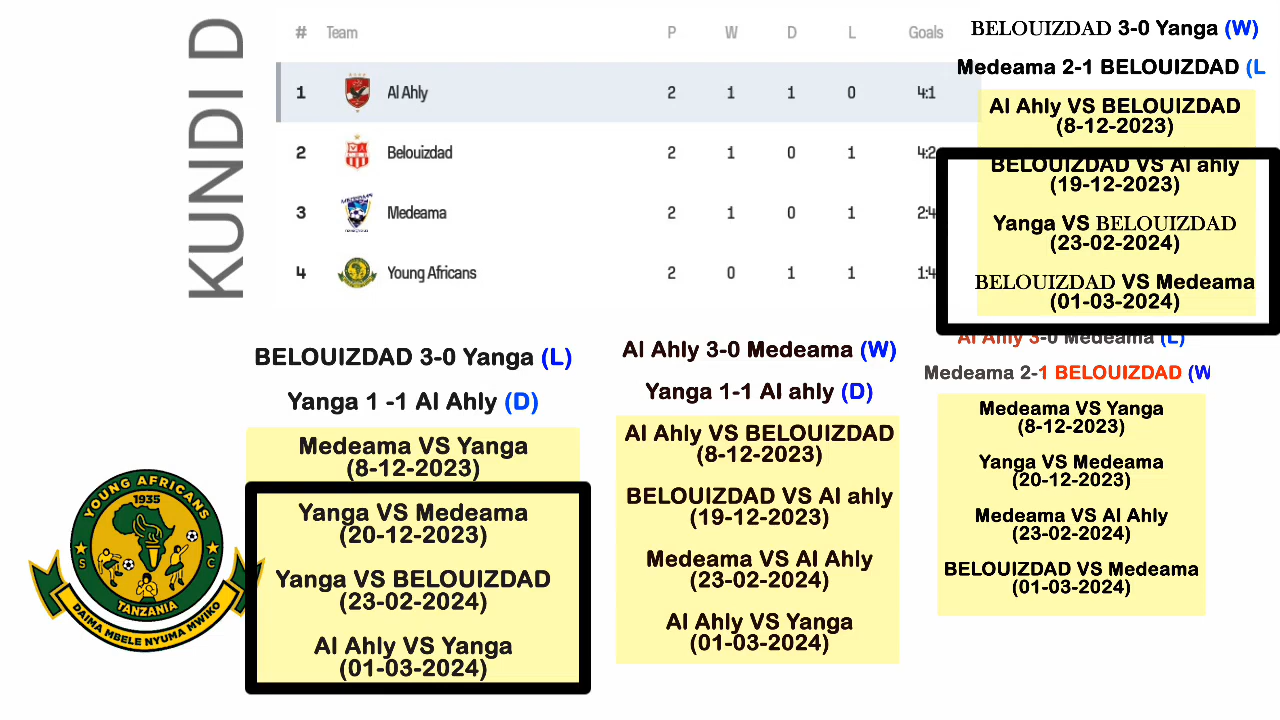 KUNDI D
# Team P W D L Goals
1 Al Ahly 2 1 1 0 4:1
2 Belouizdad 2 1 0 1 4:2
3 Medeama 2 1 0 1 2:4
4 Young Africans 2 0 1 1 1:4
BELOUIZDAD 3-0 Yanga (W)
Medeama 2-1 BELOUIZDAD (L
Al Ahly VS BELOUIZDAD
(8-12-2023)
BELOUIZDAD VS Al ahly
(19-12-2023)
Yanga VS BELOUIZDAD
(23-02-2024)
BELOUIZDAD VS Medeama
(01-03-2024)
BELOUIZDAD 3-0 Yanga (L)
Yanga 1 -1 Al Ahly (D)
Medeama VS Yanga
(8-12-2023)
Yanga VS Medeama
(20-12-2023)
Yanga VS BELOUIZDAD
(23-02-2024)
Al Ahly VS Yanga
(01-03-2024)
Al Ahly 3-0 Medeama (W)
Yanga 1-1 Al ahly (D)
Al Ahly VS BELOUIZDAD
(8-12-2023)
BELOUIZDAD VS Al ahly
(19-12-2023)
Medeama VS Al Ahly
(23-02-2024)
Al Ahly VS Yanga
(01-03-2024)
Al Ahly 3-0 Medeama (L)
Medeama 2-1 BELOUIZDAD (W
Medeama VS Yanga
(8-12-2023)
Yanga VS Medeama
(20-12-2023)
Medeama VS Al Ahly
(23-02-2024)
BELOUIZDAD VS Medeama
(01-03-2024)
YOUNG AFRICANS
1935
S C
TANZANIA
DAIMA MBELE NYUMA MWIKO